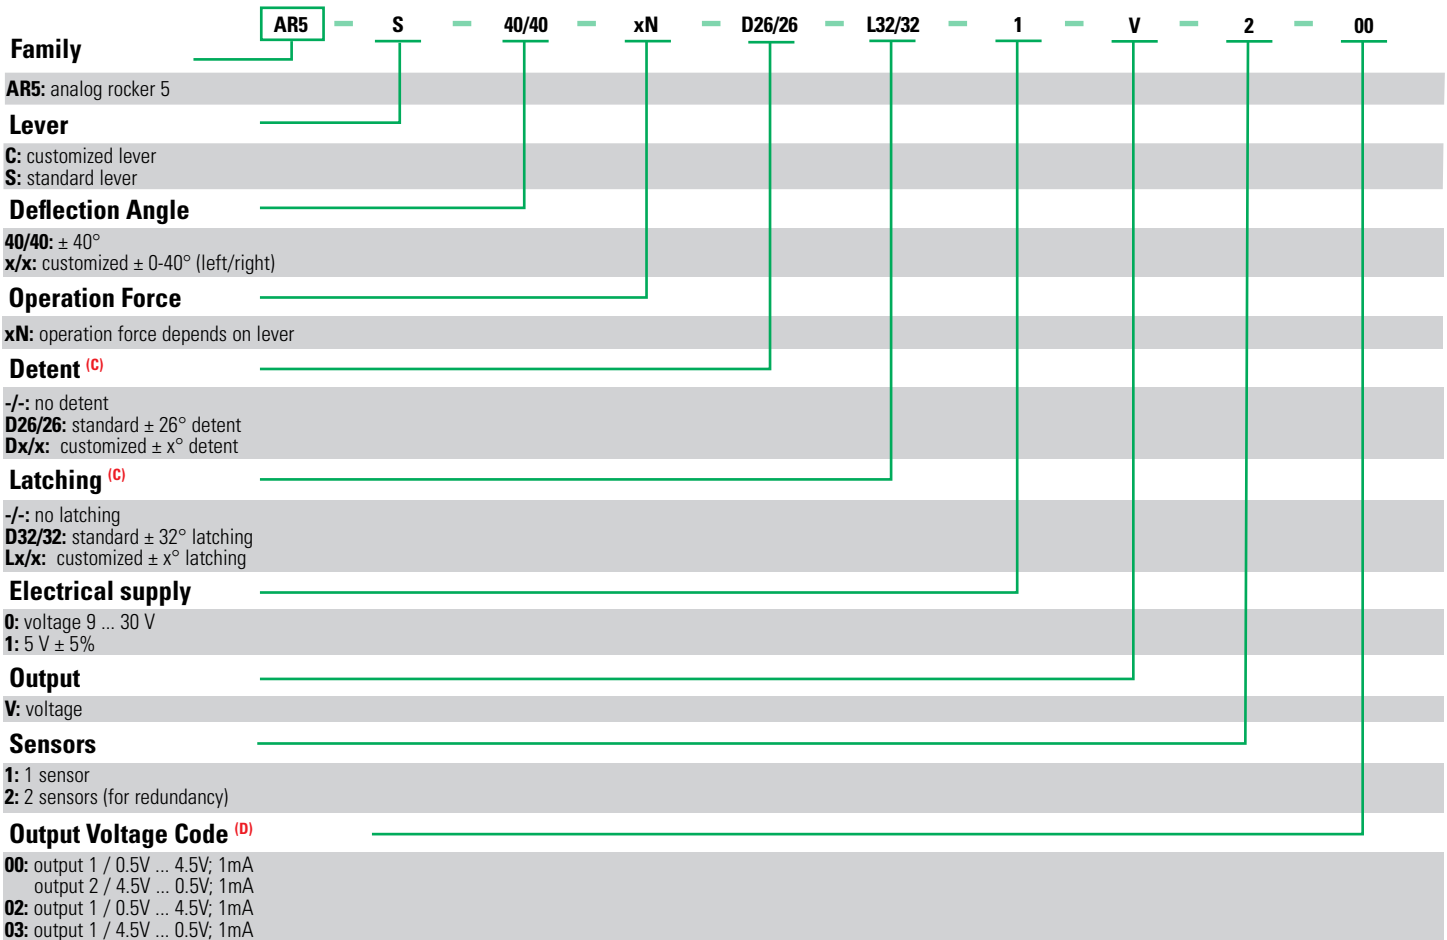 AR5 – S – 40/40 – xN – D26/26 – L32/32 – 1 – V – 2 – 00
Family
AR5: analog rocker 5
Lever
C: customized lever
S: standard lever
Deflection Angle
40/40: ± 40°
x/x: customized ± 0-40° (left/right)
Operation Force
xN: operation force depends on lever
Detent (C)
-/-: no detent
D26/26: standard ± 26° detent
Dx/x: customized ± x° detent
Latching (C)
-/-: no latching
D32/32: standard ± 32° latching
Lx/x: customized ± x° latching
Electrical supply
0: voltage 9 ... 30 V
1: 5 V ± 5%
Output
V: voltage
Sensors
1: 1 sensor
2: 2 sensors (for redundancy)
Output Voltage Code (D)
00: output 1 / 0.5V ... 4.5V; 1mA
output 2 / 4.5V ... 0.5V; 1mA
02: output 1 / 0.5V ... 4.5V; 1mA
03: output 1 / 4.5V ... 0.5V; 1mA